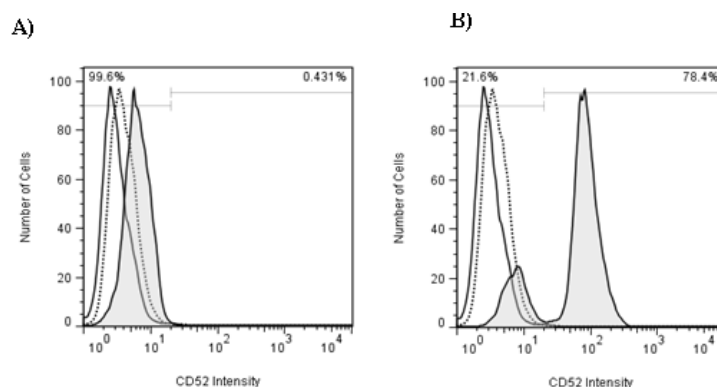 A)
B)
99.6% 0.431%
100
80
60
40
20
0
Number of Cells
10⁰ 10¹ 10² 10³ 10⁴
CD52 Intensity
21.6% 78.4%
100
80
60
40
20
0
Number of Cells
10⁰ 10¹ 10² 10³ 10⁴
CD52 Intensity